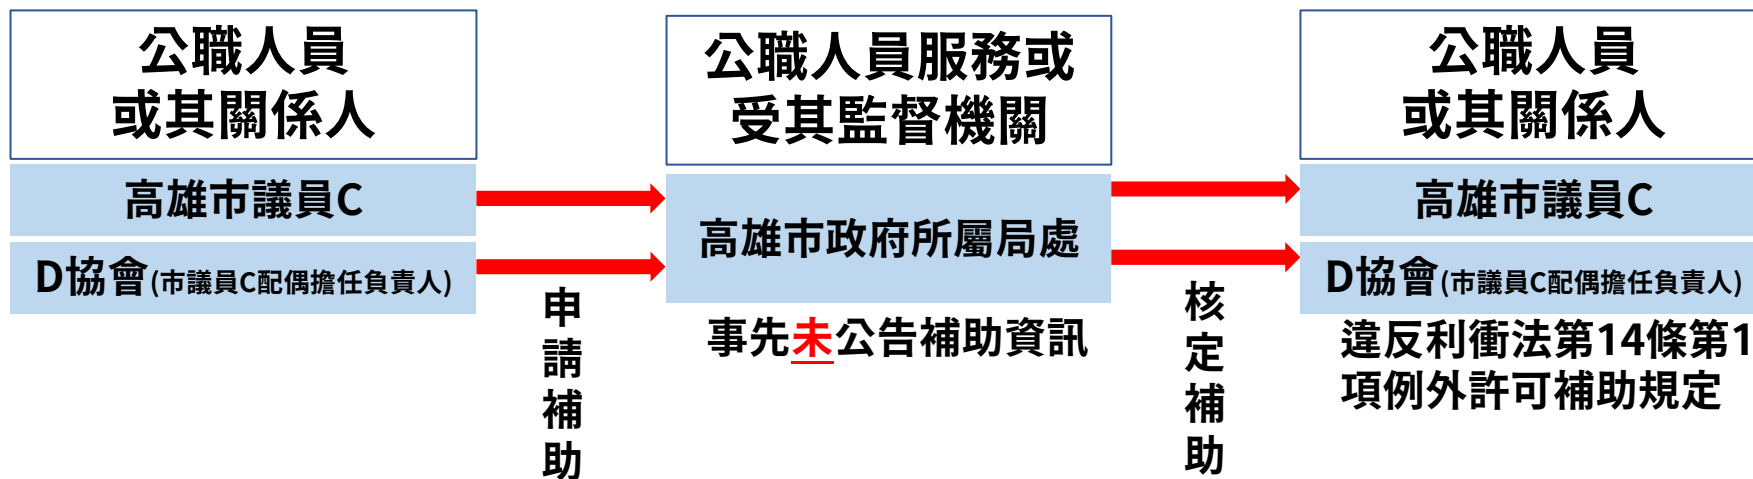 公職人員
或其關係人
高雄市議員C
D協會(市議員C配偶擔任負責人)
申請補助
公職人員服務或
受其監督機關
高雄市政府所屬局處
事先未公告補助資訊
核定補助
公職人員
或其關係人
高雄市議員C
D協會(市議員C配偶擔任負責人)
違反利衝法第14條第1
項例外許可補助規定